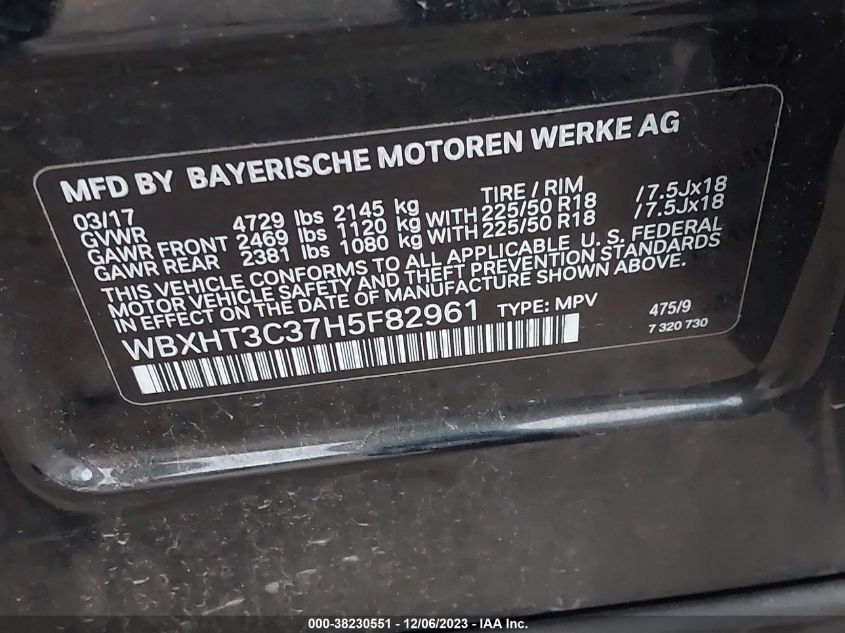 MFD BY BAYERISCHE MOTOREN WERKE AG
03/17 TIRE / RIM
GVWR 4729 lbs 2145 kg
GAWR FRONT 2469 lbs 1120 kg WITH 225/50 R18 /7.5Jx18
GAWR REAR 2381 lbs 1080 kg WITH 225/50 R18 /7.5Jx18
THIS VEHICLE CONFORMS TO ALL APPLICABLE U. S. FEDERAL
MOTOR VEHICLE SAFETY AND THEFT PREVENTION STANDARDS
IN EFFECT ON THE DATE OF MANUFACTURE SHOWN ABOVE.
WBXHT3C37H5F82961 TYPE: MPV 475/9
7 320 730
000-38230551 - 12/06/2023 - IAA Inc.